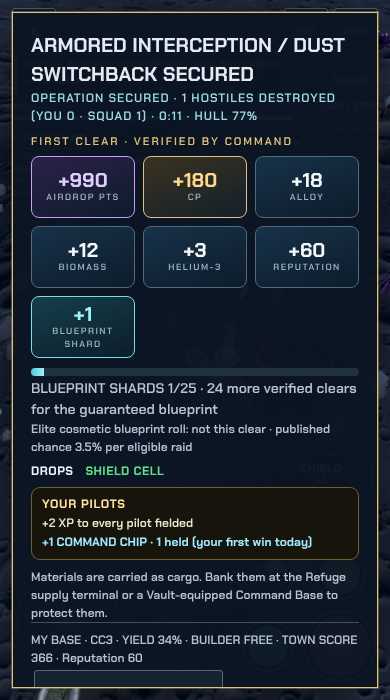 ARMORED INTERCEPTION / DUST
SWITCHBACK SECURED
OPERATION SECURED · 1 HOSTILES DESTROYED
(YOU 0 · SQUAD 1) · 0:11 · HULL 77%
FIRST CLEAR · VERIFIED BY COMMAND
+990
AIRDROP PTS
+180
CP
+18
ALLOY
+12
BIOMASS
+3
HELIUM-3
+60
REPUTATION
+1
BLUEPRINT
SHARD
BLUEPRINT SHARDS 1/25 · 24 more verified clears
for the guaranteed blueprint
Elite cosmetic blueprint roll: not this clear · published
chance 3.5% per eligible raid
DROPS SHIELD CELL
YOUR PILOTS
+2 XP to every pilot fielded
+1 COMMAND CHIP · 1 held (your first win today)
Materials are carried as cargo. Bank them at the Refuge
supply terminal or a Vault-equipped Command Base to
protect them.
MY BASE · CC3 · YIELD 34% · BUILDER FREE · TOWN SCORE
366 · Reputation 60